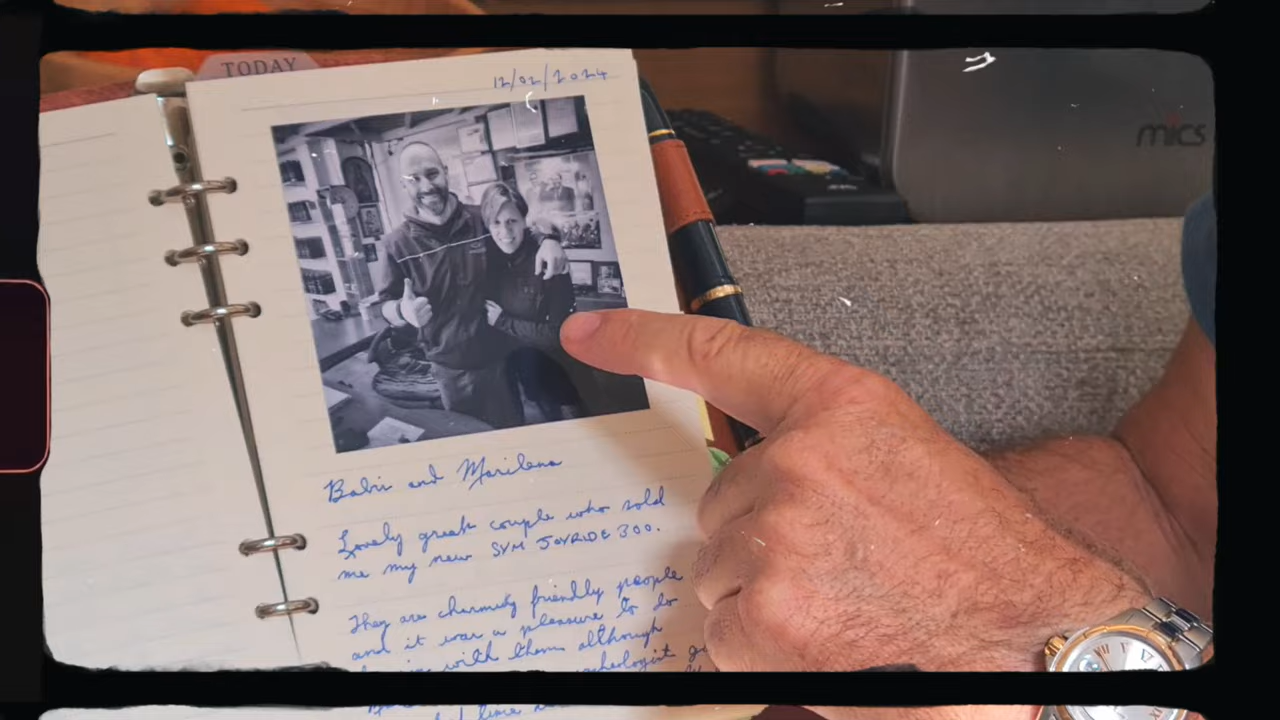 TODAY
12/02/2024
mics
Babis and Marilena
Lovely greek couple who sold
me my new SYM JOYRIDE 300.
They are charming friendly people
and it was a pleasure to do
with them although